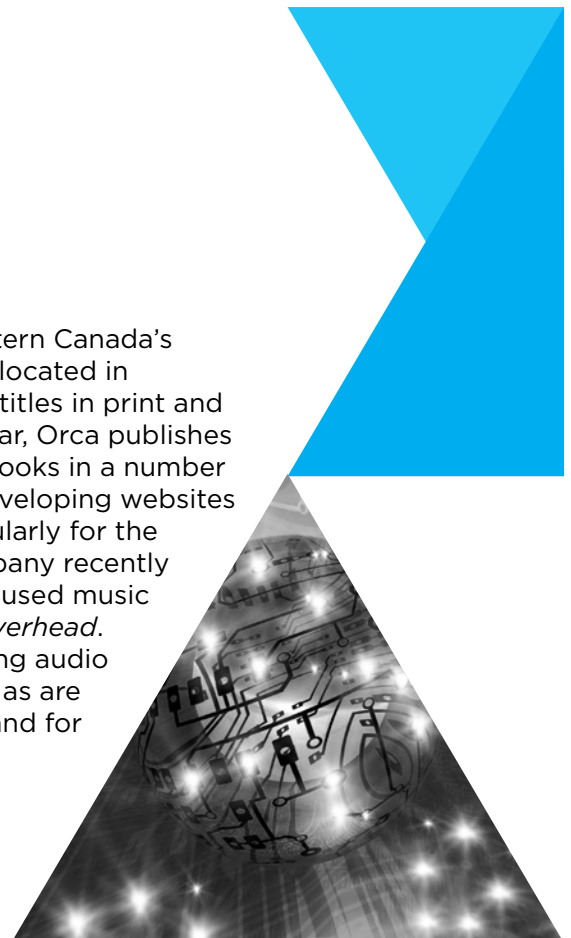 tern Canada’s
located in
titles in print and
ar, Orca publishes
ooks in a number
veloping websites
ularly for the
pany recently
used music
verhead.
ng audio
as are
and for